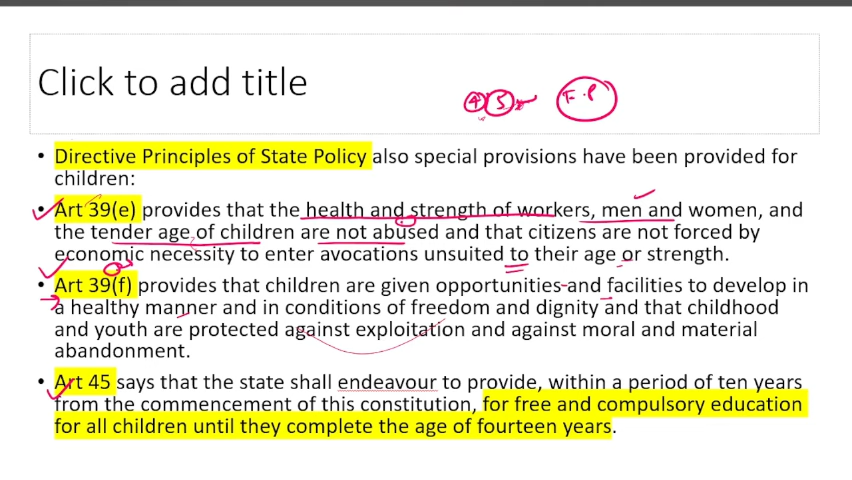 Click to add title
4 5 F.P
• Directive Principles of State Policy also special provisions have been provided for
children:
• Art 39(e) provides that the health and strength of workers, men and women, and
the tender age of children are not abused and that citizens are not forced by
economic necessity to enter avocations unsuited to their age or strength.
• Art 39(f) provides that children are given opportunities and facilities to develop in
a healthy manner and in conditions of freedom and dignity and that childhood
and youth are protected against exploitation and against moral and material
abandonment.
• Art 45 says that the state shall endeavour to provide, within a period of ten years
from the commencement of this constitution, for free and compulsory education
for all children until they complete the age of fourteen years.